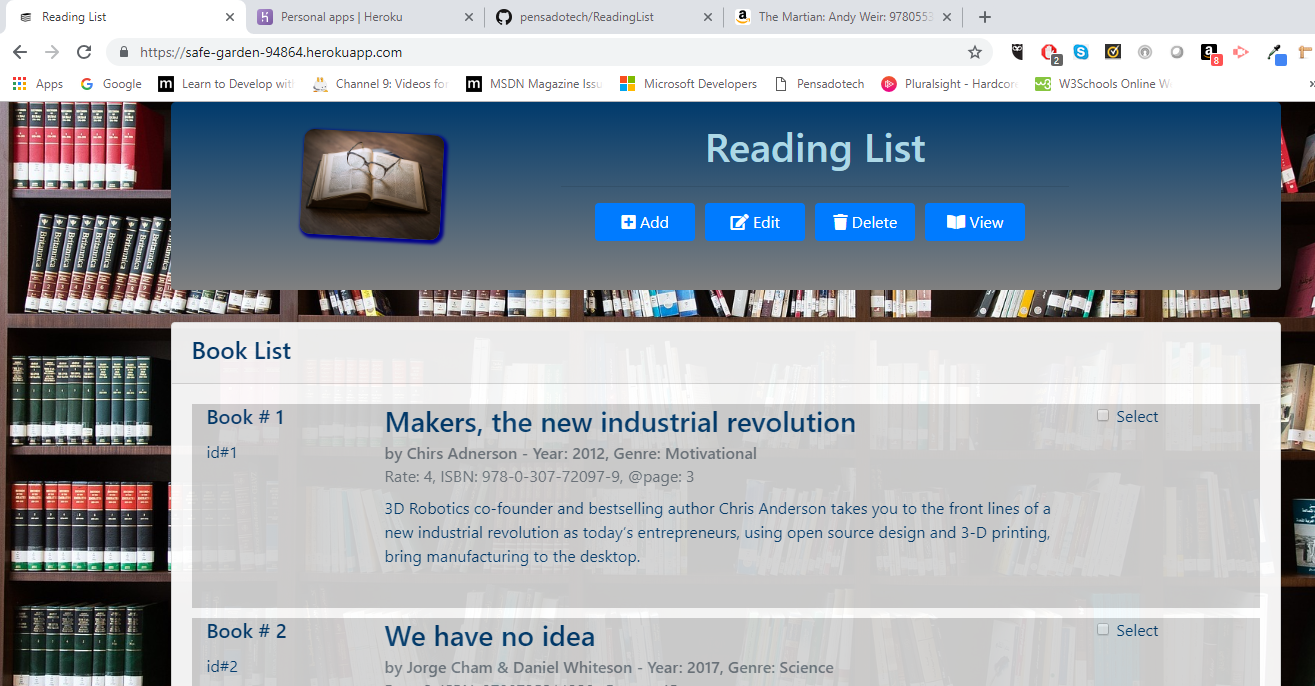 Reading List
Personal apps | Heroku
pensadotech/ReadingList
The Martian: Andy Weir: 9780553
https://safe-garden-94864.herokuapp.com
2
8
Apps
Google
Learn to Develop wit
Channel 9: Videos fo
MSDN Magazine Issu
Microsoft Developers
Pensadotech
Pluralsight - Hardcor
W3Schools Online W
Reading List
Add
Edit
Delete
View
Britannica
Britannica
Britannica
Book List
Book # 1
Makers, the new industrial revolution
Select
id#1
by Chirs Adnerson - Year: 2012, Genre: Motivational
Rate: 4, ISBN: 978-0-307-72097-9, @page: 3
3D Robotics co-founder and bestselling author Chris Anderson takes you to the front lines of a
new industrial revolution as today's entrepreneurs, using open source design and 3-D printing,
bring manufacturing to the desktop.
Book # 2
We have no idea
Select
id#2
by Jorge Cham & Daniel Whiteson - Year: 2017, Genre: Science